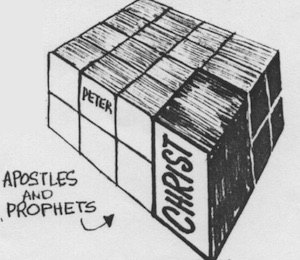 PETER
CHRIST
APOSTLES
AND
PROPHETS